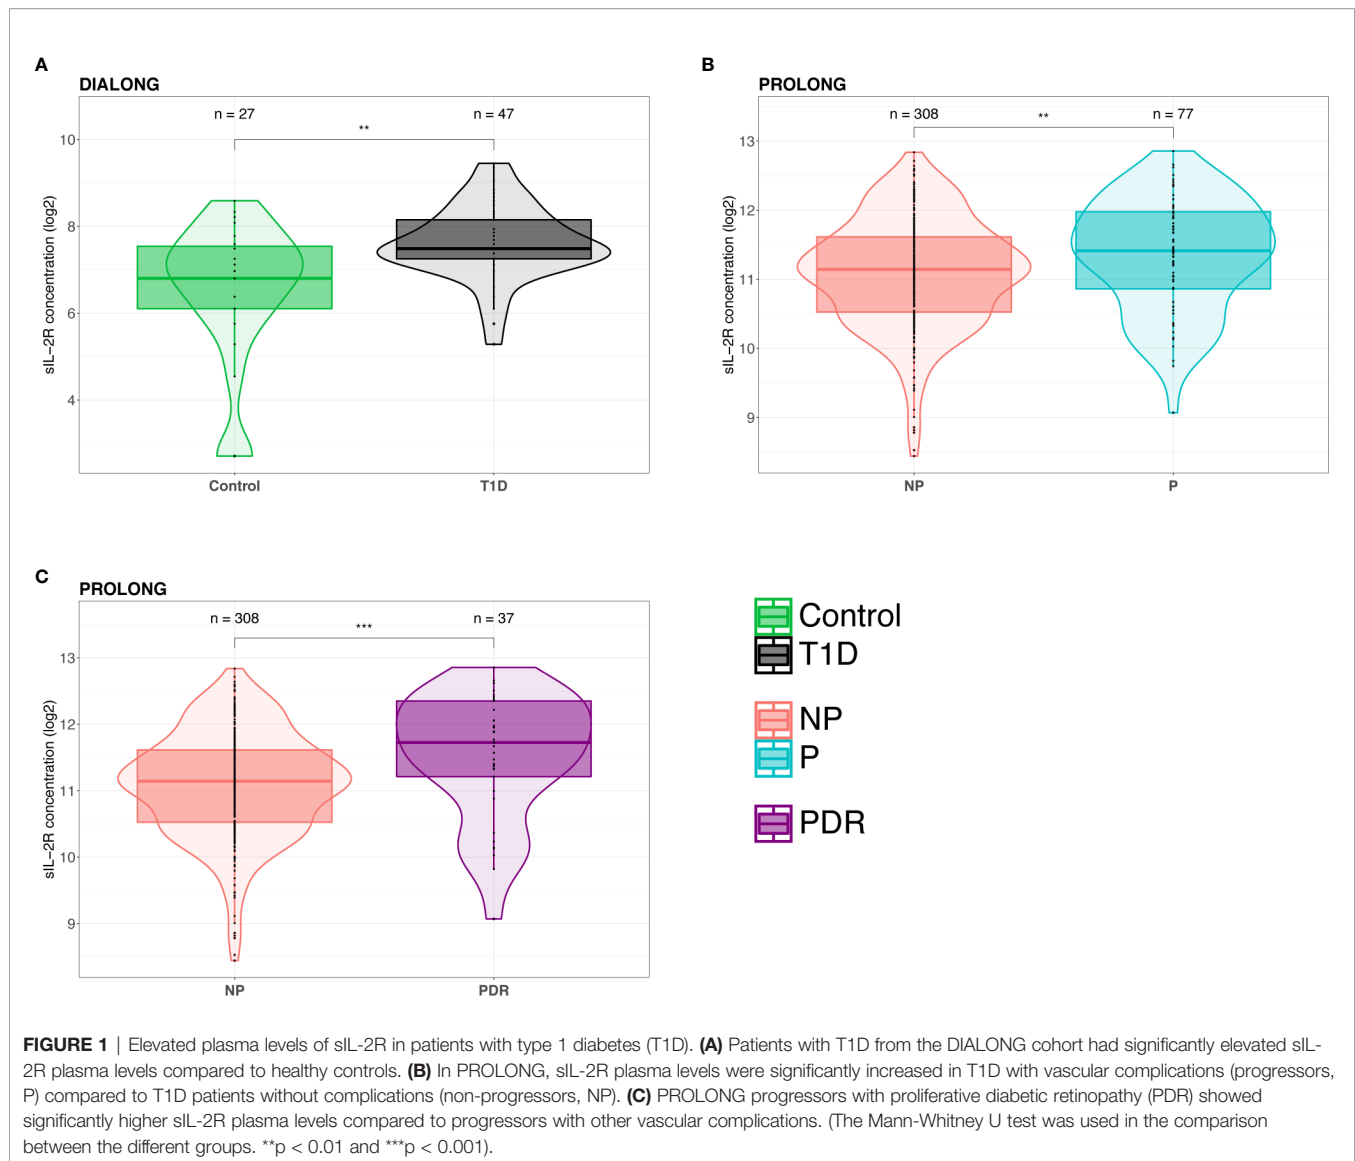 A
DIALONG
n = 27
n = 47
**
10
8
6
4
sIL−2R concentration (log2)
Control
T1D
B
PROLONG
n = 308
n = 77
**
13
12
11
10
9
sIL−2R concentration (log2)
NP
P
C
PROLONG
n = 308
n = 37
***
13
12
11
10
9
sIL−2R concentration (log2)
NP
PDR
Control
T1D
NP
P
PDR
FIGURE 1 | Elevated plasma levels of sIL-2R in patients with type 1 diabetes (T1D). (A) Patients with T1D from the DIALONG cohort had significantly elevated sIL-
2R plasma levels compared to healthy controls. (B) In PROLONG, sIL-2R plasma levels were significantly increased in T1D with vascular complications (progressors,
P) compared to T1D patients without complications (non-progressors, NP). (C) PROLONG progressors with proliferative diabetic retinopathy (PDR) showed
significantly higher sIL-2R plasma levels compared to progressors with other vascular complications. (The Mann-Whitney U test was used in the comparison
between the different groups. **p < 0.01 and ***p < 0.001).